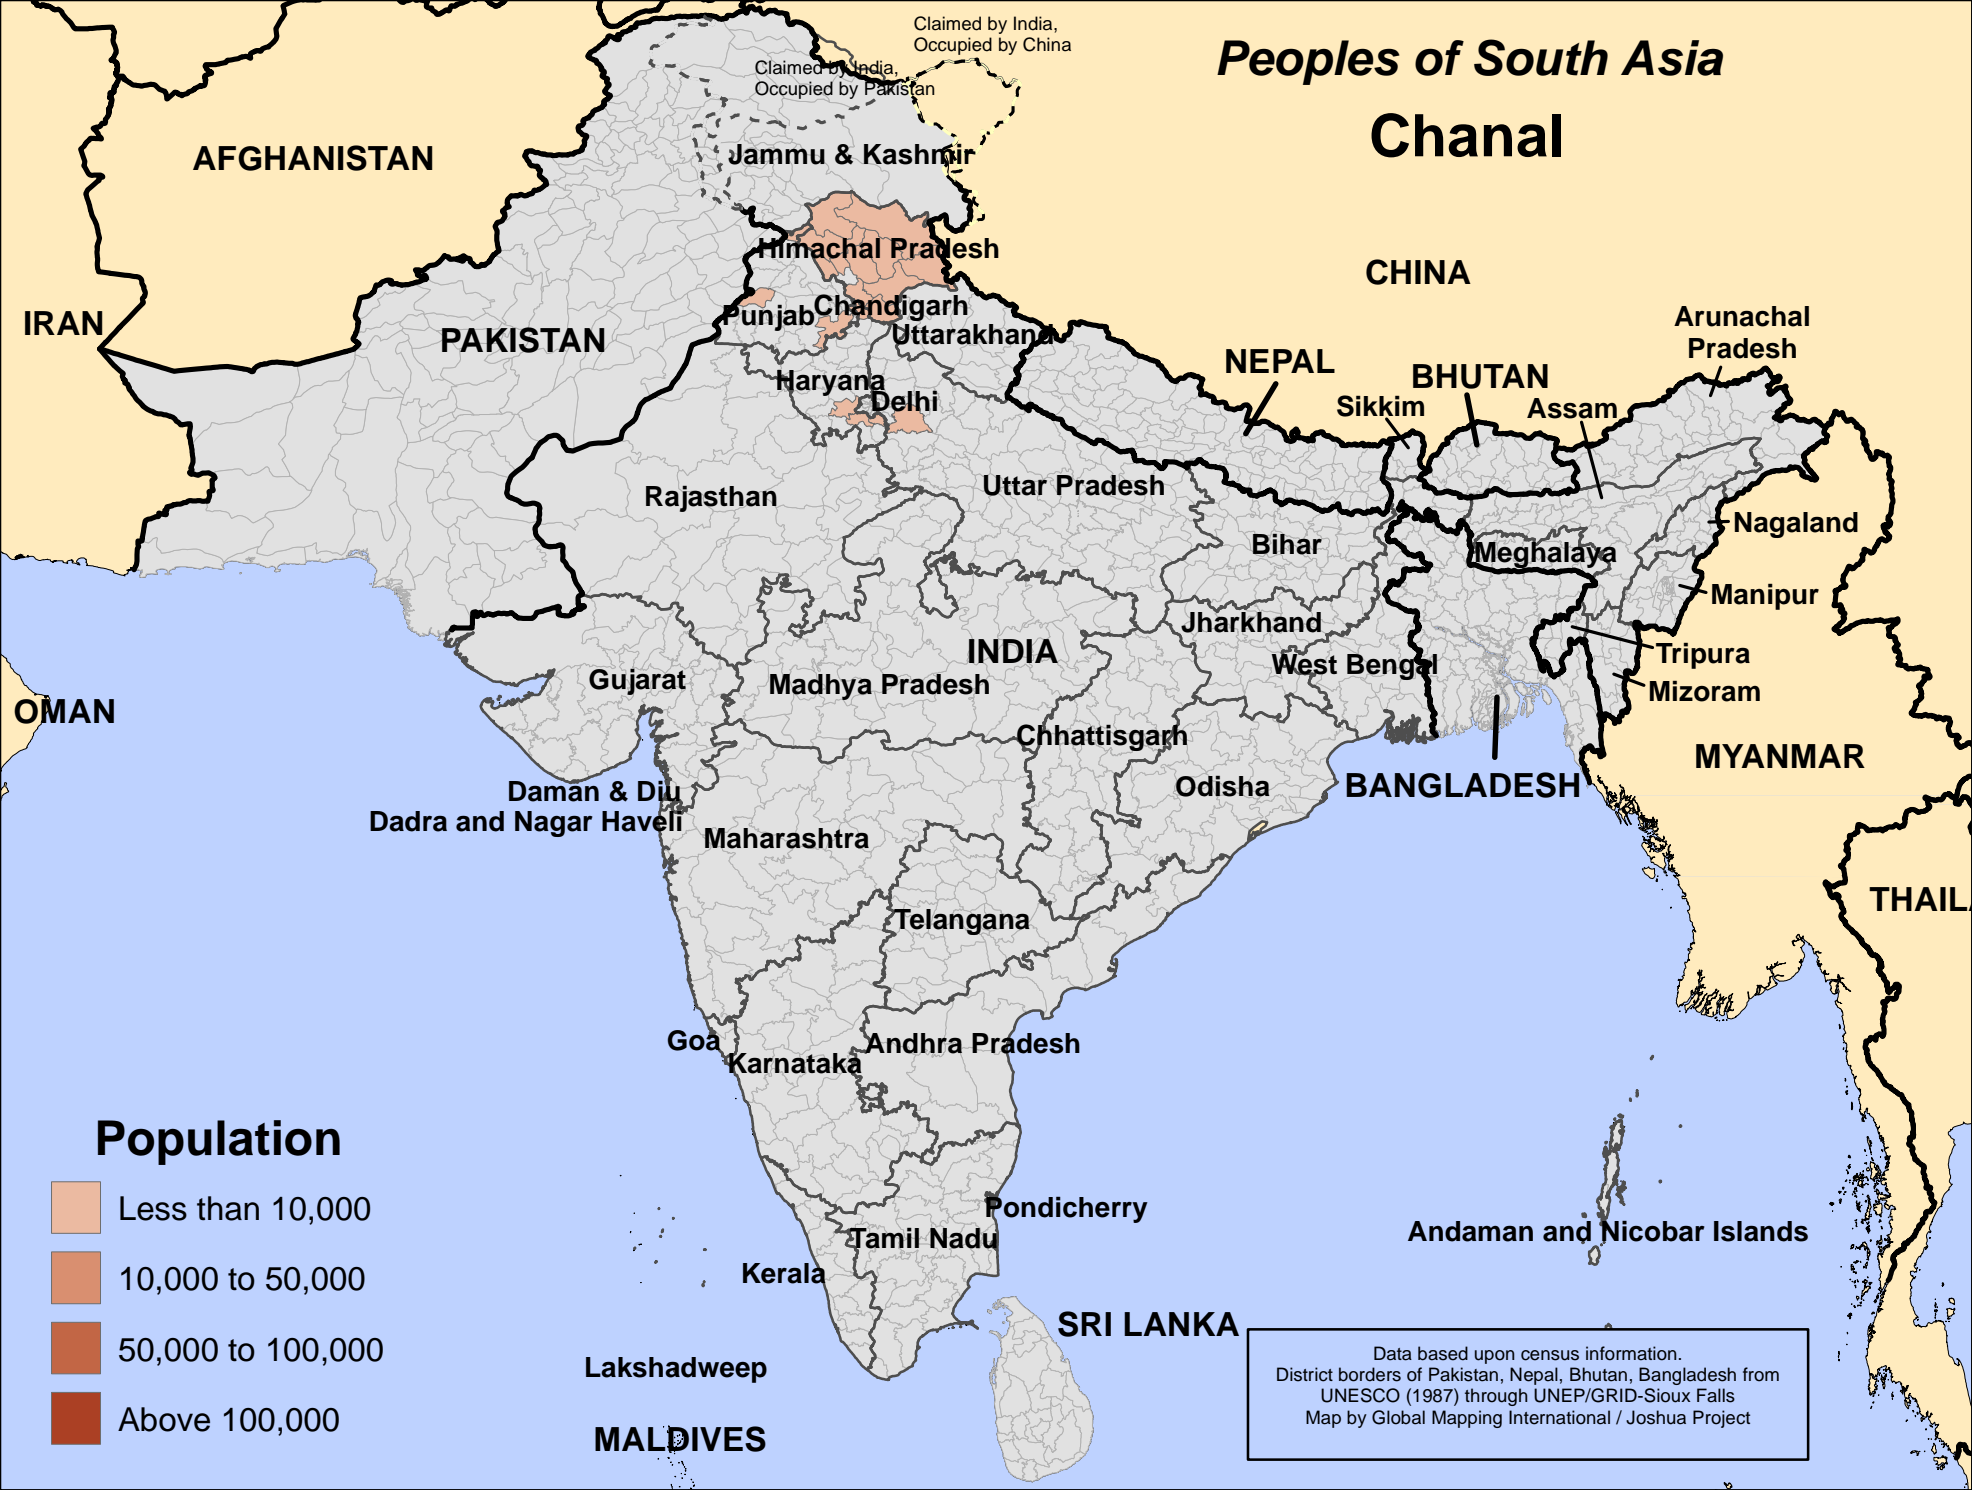 Claimed by India,
Occupied by China
Peoples of South Asia
Claimed by India,
Occupied by Pakistan
Chanal
AFGHANISTAN
Jammu & Kashmir
Himachal Pradesh
CHINA
Punjab
Chandigarh
IRAN
PAKISTAN
Uttarakhand
Arunachal
Pradesh
NEPAL
BHUTAN
Haryana
Delhi
Sikkim
Assam
Rajasthan
Uttar Pradesh
Nagaland
Bihar
Meghalaya
Manipur
Jharkhand
INDIA
Tripura
West Bengal
Gujarat
Madhya Pradesh
Mizoram
OMAN
Chhattisgarh
MYANMAR
Daman & Diu
Odisha
BANGLADESH
Dadra and Nagar Haveli
Maharashtra
THAIL
Telangana
Goa
Andhra Pradesh
Karnataka
Population
Less than 10,000
10,000 to 50,000
50,000 to 100,000
Above 100,000
Pondicherry
Andaman and Nicobar Islands
Tamil Nadu
Kerala
SRI LANKA
Lakshadweep
MALDIVES
Data based upon census information.
District borders of Pakistan, Nepal, Bhutan, Bangladesh from
UNESCO (1987) through UNEP/GRID-Sioux Falls
Map by Global Mapping International / Joshua Project